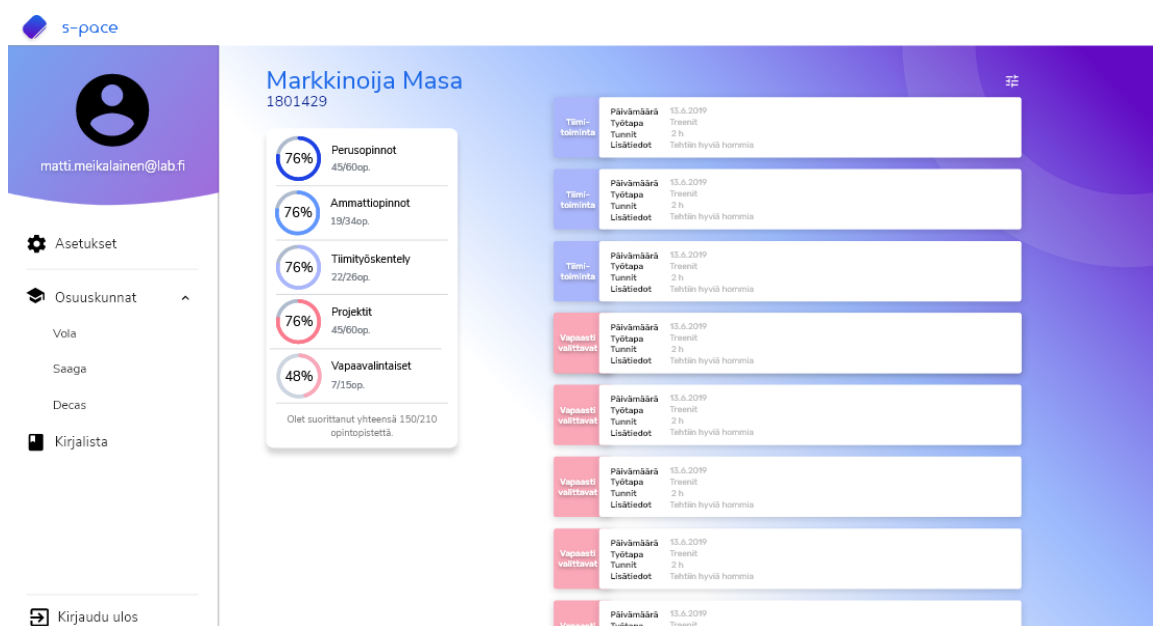 s-pace
matti.meikalainen@lab.fi
Asetukset
Osuuskunnat
Vola
Saaga
Decas
Kirjalista
Kirjaudu ulos
Markkinoija Masa
1801429
76%
Perusopinnot
45/60op.
76%
Ammattiopinnot
19/34op.
76%
Tiimityöskentely
22/26op.
76%
Projektit
45/60op.
48%
Vapaavalintaiset
7/15op.
Olet suorittanut yhteensä 150/210
opintopistettä.
Tiimi-
toiminta
Päivämäärä 13.6.2019
Työtapa Treenit
Tunnit 2 h
Lisätiedot Tehtiin hyviä hommia
Tiimi-
toiminta
Päivämäärä 13.6.2019
Työtapa Treenit
Tunnit 2 h
Lisätiedot Tehtiin hyviä hommia
Tiimi-
toiminta
Päivämäärä 13.6.2019
Työtapa Treenit
Tunnit 2 h
Lisätiedot Tehtiin hyviä hommia
Vapaasti
valittavat
Päivämäärä 13.6.2019
Työtapa Treenit
Tunnit 2 h
Lisätiedot Tehtiin hyviä hommia
Vapaasti
valittavat
Päivämäärä 13.6.2019
Työtapa Treenit
Tunnit 2 h
Lisätiedot Tehtiin hyviä hommia
Vapaasti
valittavat
Päivämäärä 13.6.2019
Työtapa Treenit
Tunnit 2 h
Lisätiedot Tehtiin hyviä hommia
Vapaasti
valittavat
Päivämäärä 13.6.2019
Työtapa Treenit
Tunnit 2 h
Lisätiedot Tehtiin hyviä hommia
Vapaasti
Päivämäärä 13.6.2019
Työtapa Treenit